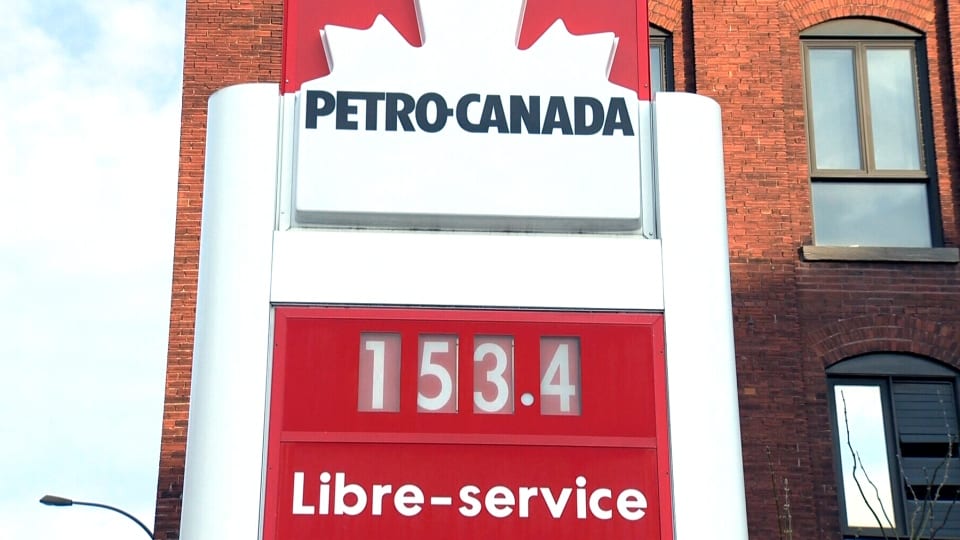 PETRO-CANADA
153.4
Libre-service